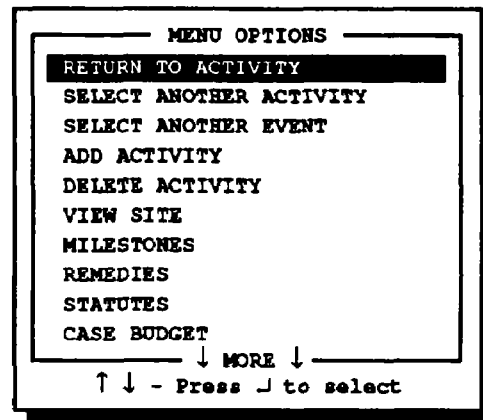 MENU OPTIONS
RETURN TO ACTIVITY
SELECT ANOTHER ACTIVITY
SELECT ANOTHER EVENT
ADD ACTIVITY
DELETE ACTIVITY
VIEW SITE
MILESTONES
REMEDIES
STATUTES
CASE BUDGET
↓ MORE ↓
↑ ↓ - Press ┘ to select